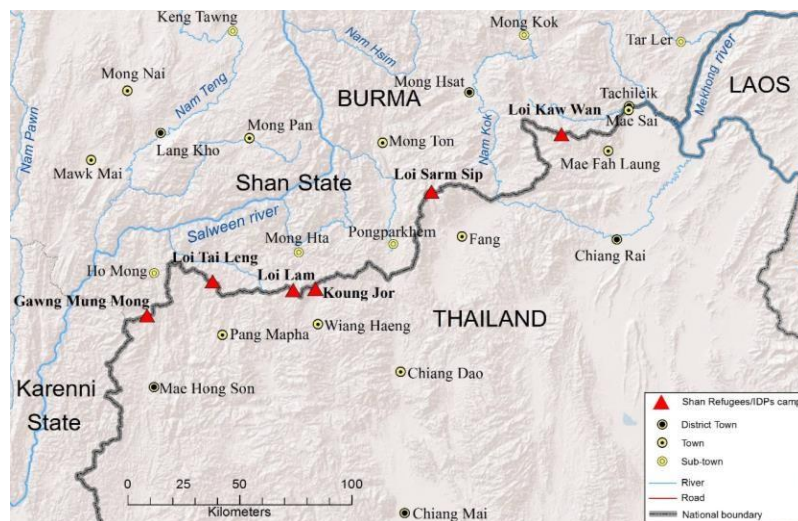 Keng Tawng
Mong Kok
Tar Ler
Nam Hsim
Mekhong river
LAOS
Mong Nai
Nam Teng
Mong Hsat
BURMA
Tachileik
Loi Kaw Wan
Mae Sai
Nam Pawn
Lang Kho
Mong Pan
Mong Ton
Nam Kok
Mae Fah Laung
Mawk Mai
Loi Sarm Sip
Shan State
Salween river
Mong Hta
Pongparkhem
Fang
Chiang Rai
Loi Tai Leng
Ho Mong
Loi Lam
Koung Jor
Gawng Mung Mong
THAILAND
Pang Mapha
Wiang Haeng
Chiang Dao
Karenni
State
Mae Hong Son
Shan Refugees/IDPs camp
District Town
Town
Sub-town
River
Road
National boundary
0 50 100
Kilometers
Chiang Mai